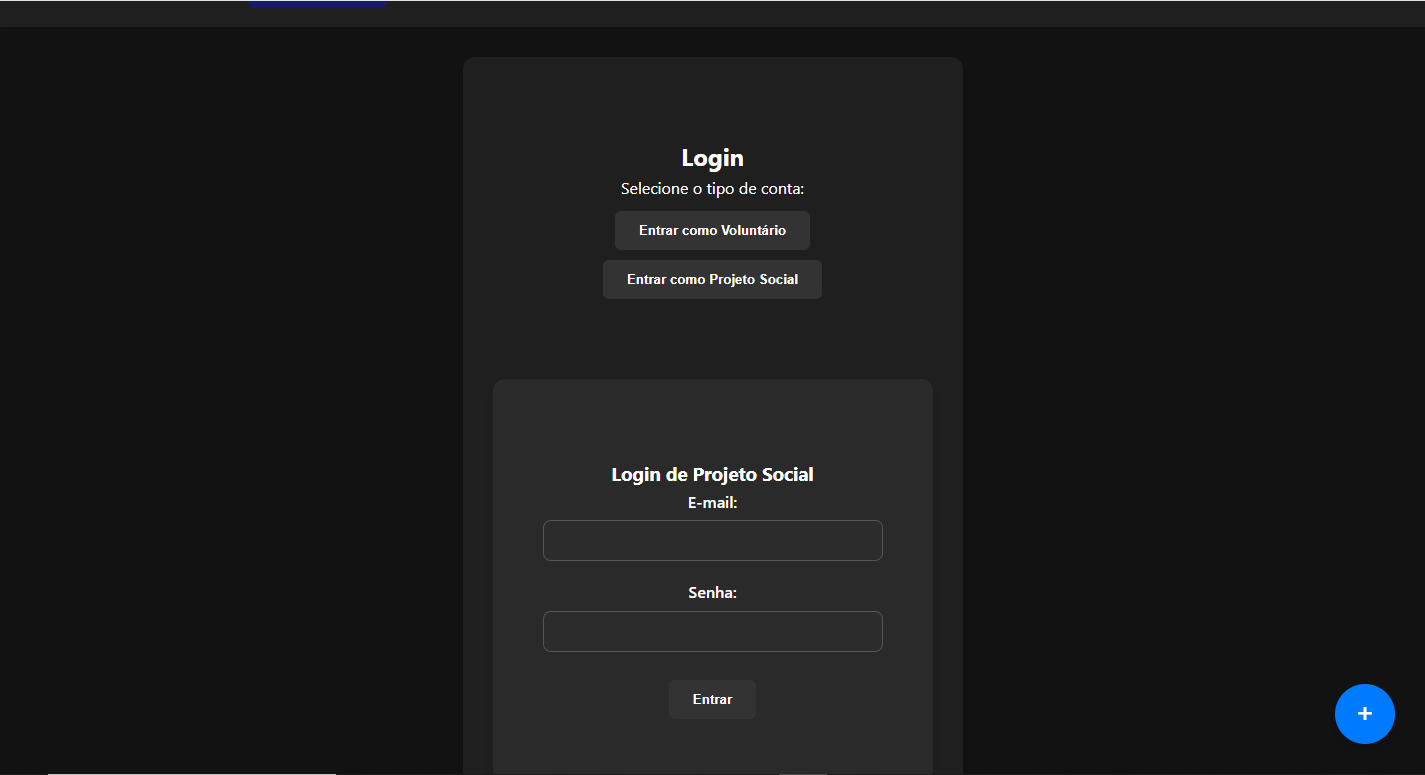 Login
Selecione o tipo de conta:
Entrar como Voluntário
Entrar como Projeto Social
Login de Projeto Social
E-mail:
Senha:
Entrar
+